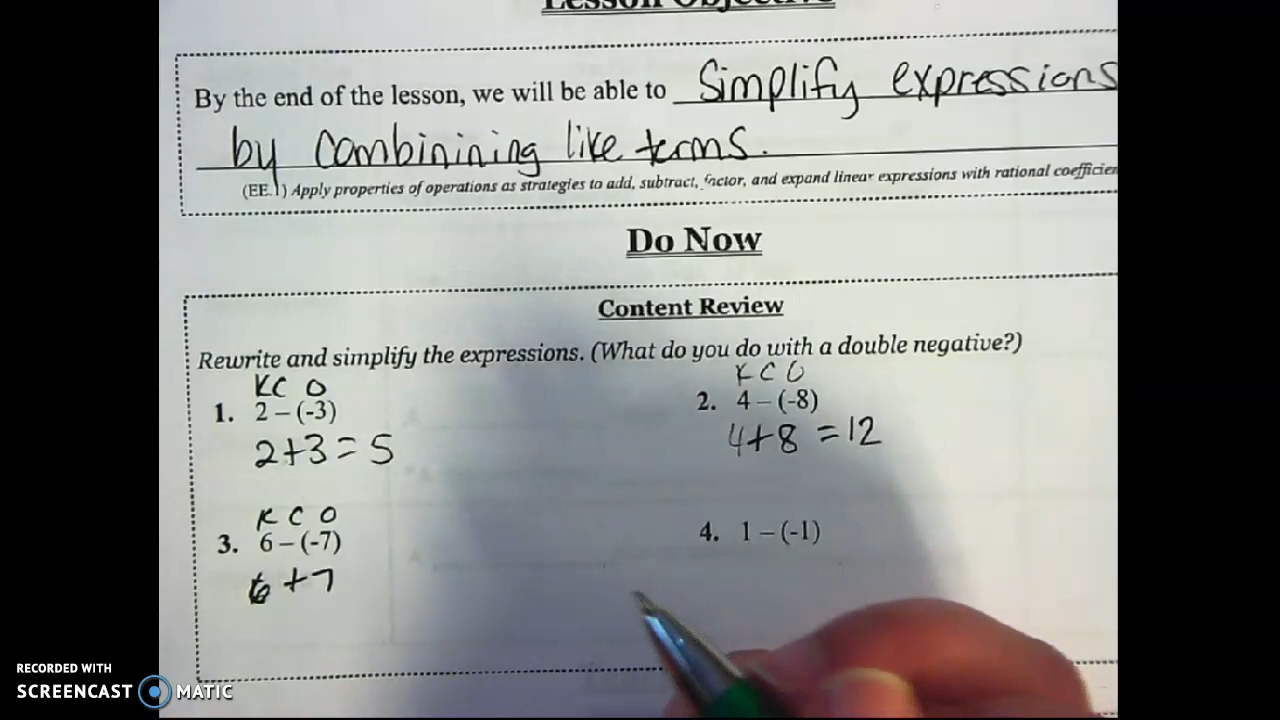 Lesson Objective
By the end of the lesson, we will be able to Simplify expressions
by combinining like terms.
(EE.1) Apply properties of operations as strategies to add, subtract, factor, and expand linear expressions with rational coefficien
Do Now
Content Review
Rewrite and simplify the expressions. (What do you do with a double negative?)
KC O
1. 2 – (-3)
2+3 = 5
K C O
2. 4 – (-8)
4+8 = 12
K C O
3. 6 – (-7)
6 +7
4. 1 – (-1)
RECORDED WITH
SCREENCAST MATIC